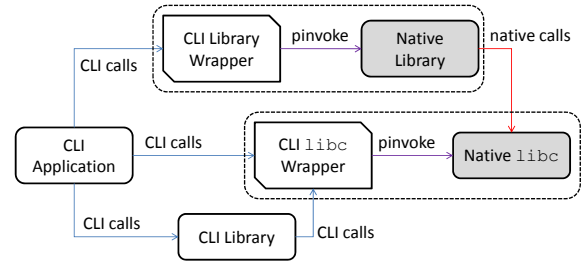 CLI Library
Wrapper
pinvoke
Native
Library
native calls
CLI calls
CLI
Application
CLI calls
CLI libc
Wrapper
pinvoke
Native libc
CLI calls
CLI Library
CLI calls